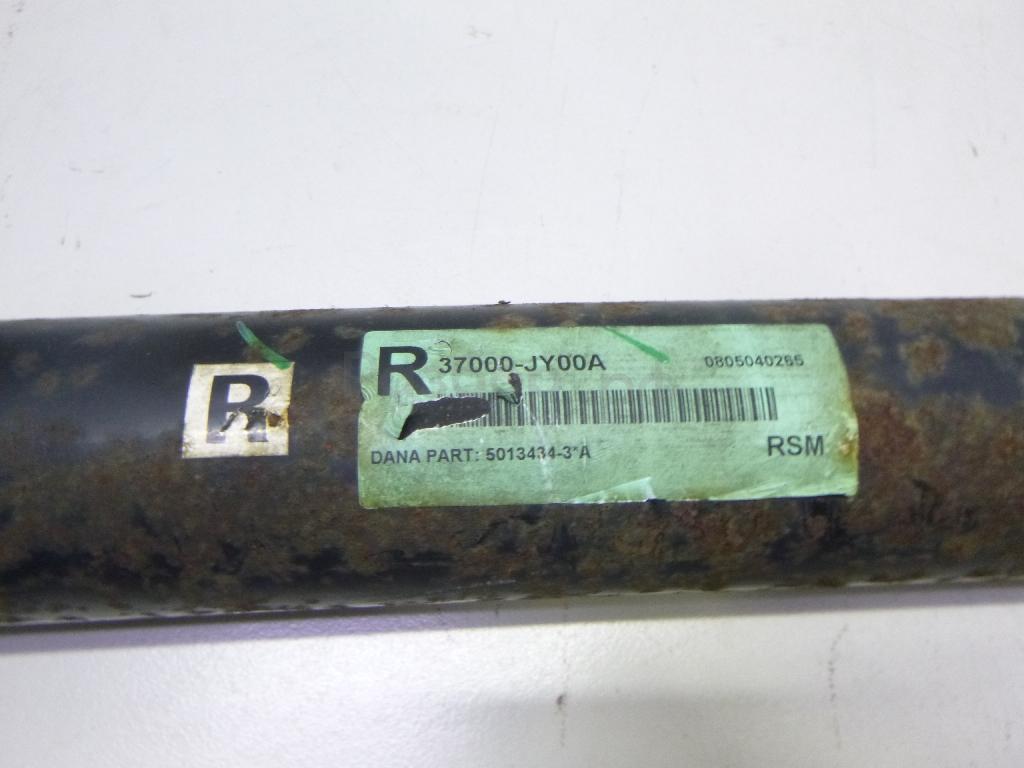 R
R 37000-JY00A 0805040265
DANA PART: 5013434-3*A
RSM